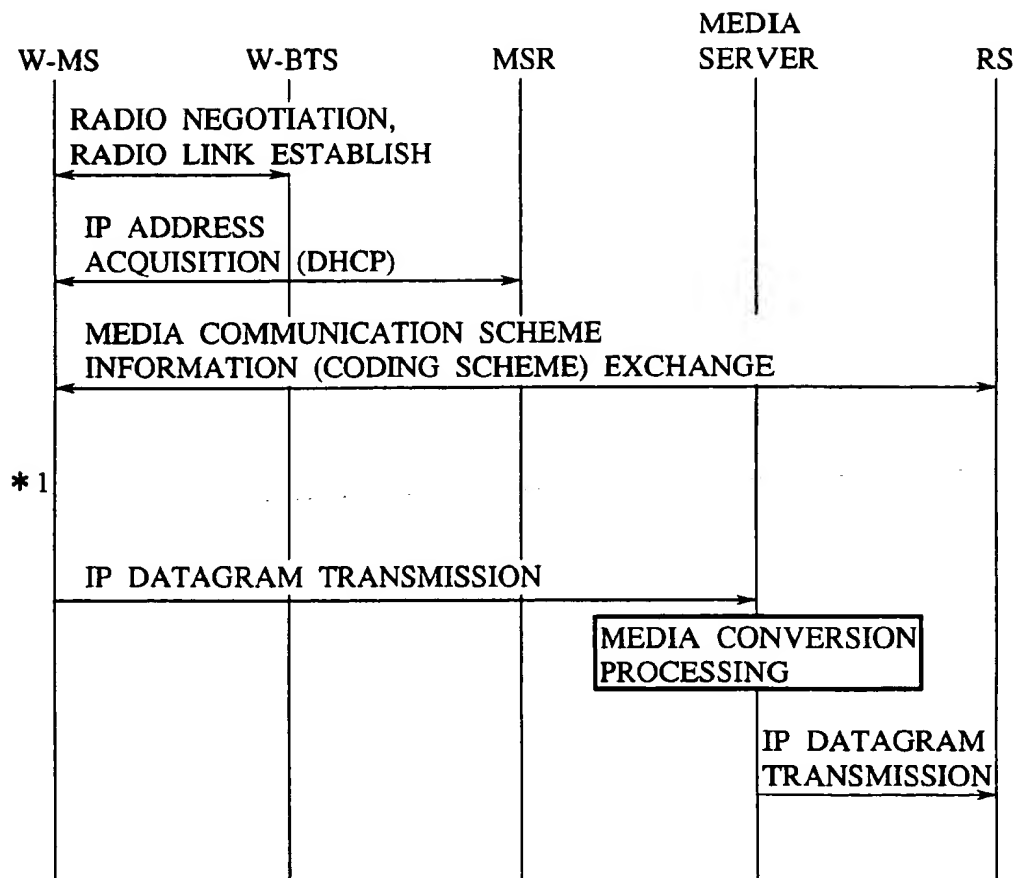 W-MS W-BTS MSR MEDIA SERVER RS
RADIO NEGOTIATION,
RADIO LINK ESTABLISH
IP ADDRESS
ACQUISITION (DHCP)
MEDIA COMMUNICATION SCHEME
INFORMATION (CODING SCHEME) EXCHANGE
*1
IP DATAGRAM TRANSMISSION
MEDIA CONVERSION
PROCESSING
IP DATAGRAM
TRANSMISSION